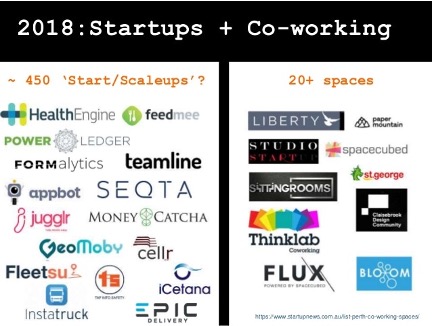 2018:Startups + Co-working
~ 450 ‘Start/Scaleups’?
HealthEngine
feedmee
POWER LEDGER
FORMalytics
teamline
appbot
SEQTA
jugglr
MONEY CATCHA
GeoMoby
cellr
Fleetsu
iCetana
Instatruck
EPIC
DELIVERY
20+ spaces
LIBERTY
paper
mountain
STUDIO
STARTUP
spacecubed
SITTINGROOMS
st.george
Thinklab
Coworking
Claisebrook
Design
Community
FLUX
POWERED BY SPACECUBED
BLOOM
https://www.startupnews.com.au/list-perth-co-working-spaces/